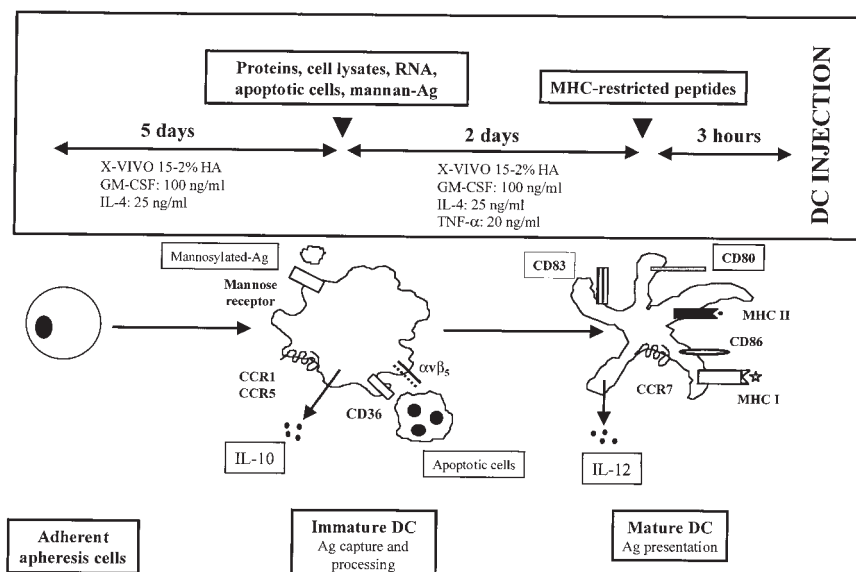 Proteins, cell lysates, RNA,
apoptotic cells, mannan-Ag
MHC-restricted peptides
5 days
2 days
3 hours
DC INJECTION
X-VIVO 15-2% HA
GM-CSF: 100 ng/ml
IL-4: 25 ng/ml
X-VIVO 15-2% HA
GM-CSF: 100 ng/ml
IL-4: 25 ng/ml
TNF-α: 20 ng/ml
Mannosylated-Ag
Mannose
receptor
CCR1
CCR5
αvβ5
CD36
IL-10
Apoptotic cells
CD83
CD80
MHC II
CD86
CCR7
MHC I
IL-12
Adherent
apheresis cells
Immature DC
Ag capture and
processing
Mature DC
Ag presentation